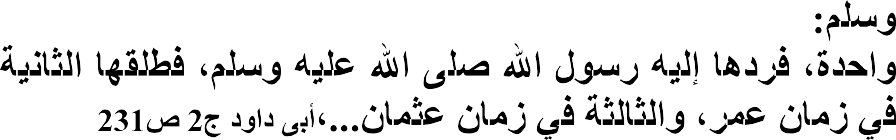 وسلم:
واحدة، فردها إليه رسول الله صلى الله عليه وسلم، فطلقها الثانية
في زمان عمر، والثالثة في زمان عثمان...،أبى داود ج2 ص231